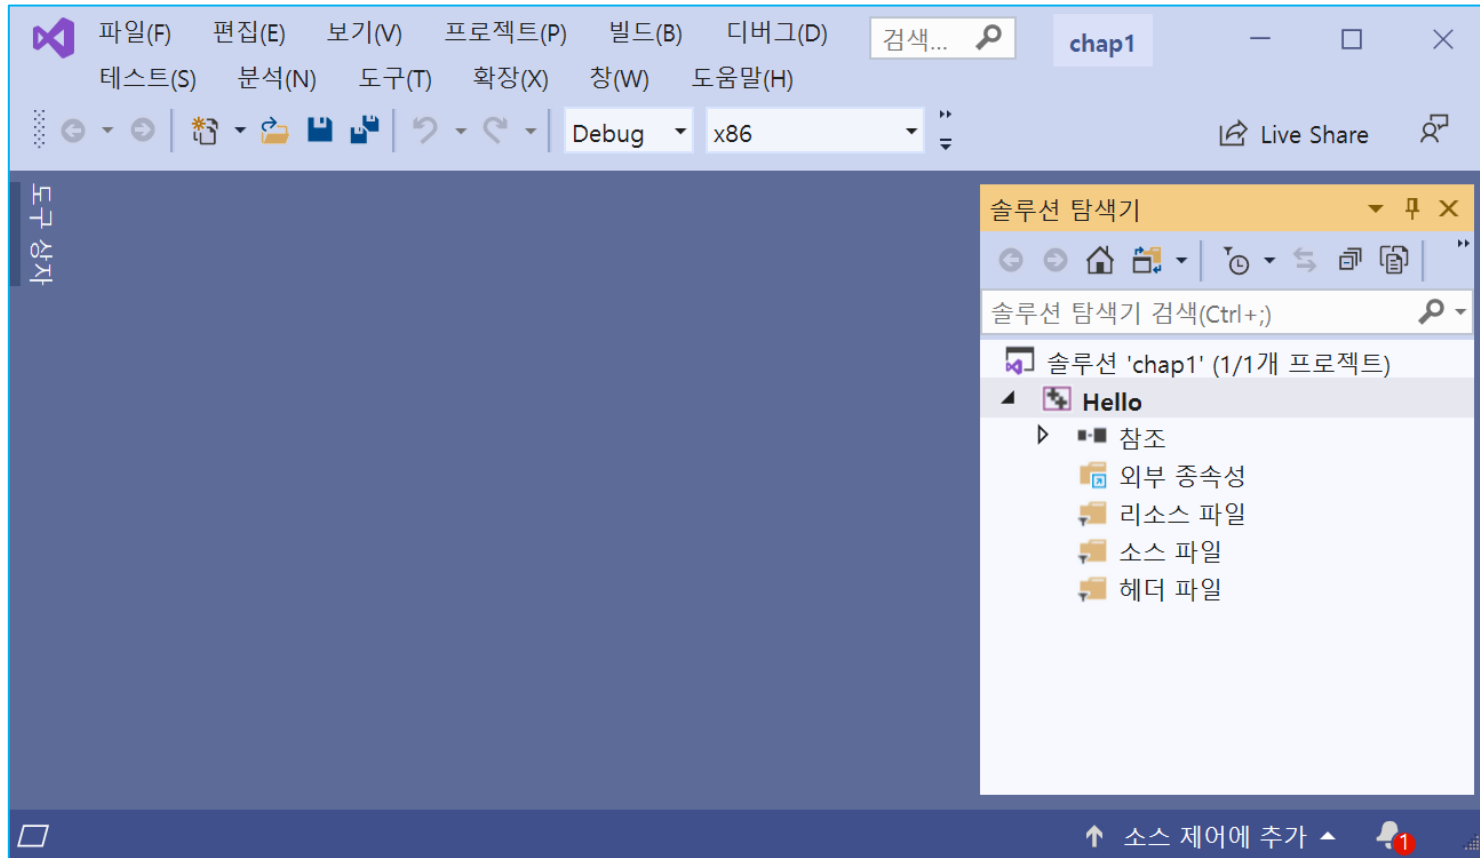 파일(F) 편집(E) 보기(V) 프로젝트(P) 빌드(B) 디버그(D) 검색... chap1
테스트(S) 분석(N) 도구(T) 확장(X) 창(W) 도움말(H)
Debug x86 Live Share
도구 상자
솔루션 탐색기
솔루션 탐색기 검색(Ctrl+;)
솔루션 'chap1' (1/1개 프로젝트)
Hello
참조
외부 종속성
리소스 파일
소스 파일
헤더 파일
소스 제어에 추가 1